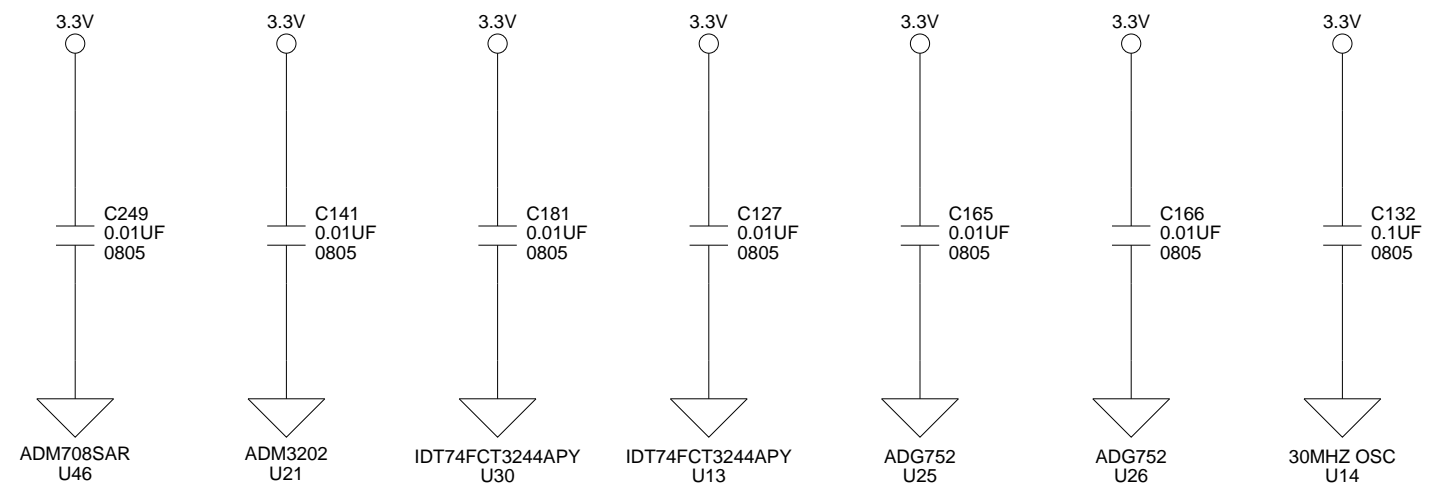 3.3V 3.3V 3.3V 3.3V 3.3V 3.3V 3.3V
C249 C141 C181 C127 C165 C166 C132
0.01UF 0.01UF 0.01UF 0.01UF 0.01UF 0.01UF 0.1UF
0805 0805 0805 0805 0805 0805 0805
ADM708SAR ADM3202 IDT74FCT3244APY IDT74FCT3244APY ADG752 ADG752 30MHZ OSC
U46 U21 U30 U13 U25 U26 U14